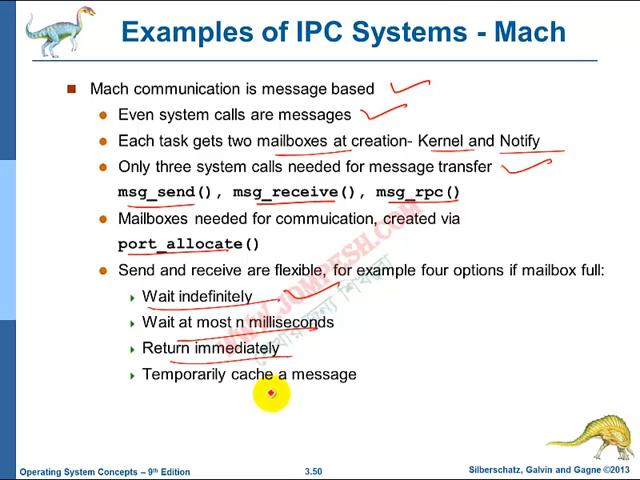 Examples of IPC Systems - Mach
Mach communication is message based
Even system calls are messages
Each task gets two mailboxes at creation- Kernel and Notify
Only three system calls needed for message transfer
msg_send(), msg_receive(), msg_rpc()
Mailboxes needed for commuication, created via
port_allocate()
Send and receive are flexible, for example four options if mailbox full:
Wait indefinitely
Wait at most n milliseconds
Return immediately
Temporarily cache a message
WWW.JOMPESH.COM
Operating System Concepts – 9th Edition
3.50
Silberschatz, Galvin and Gagne ©2013